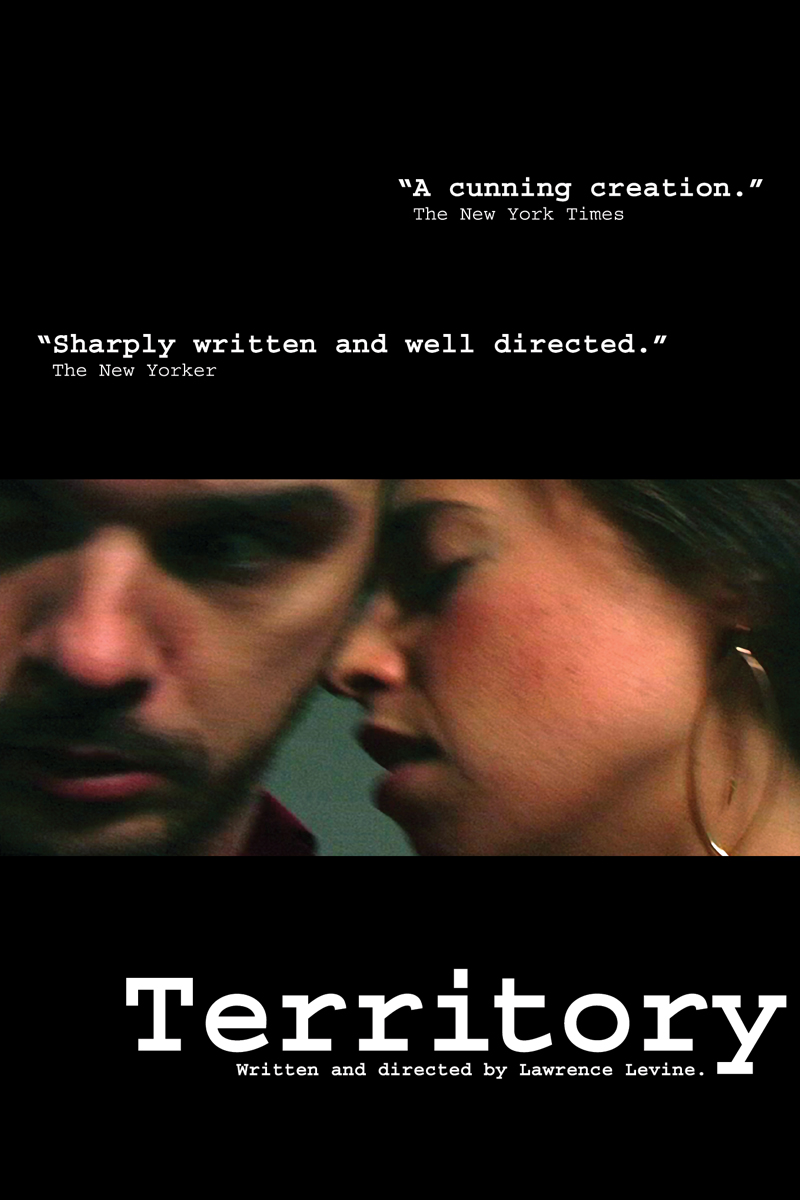 “A cunning creation.”
The New York Times
“Sharply written and well directed.”
The New Yorker
Territory
Written and directed by Lawrence Levine.